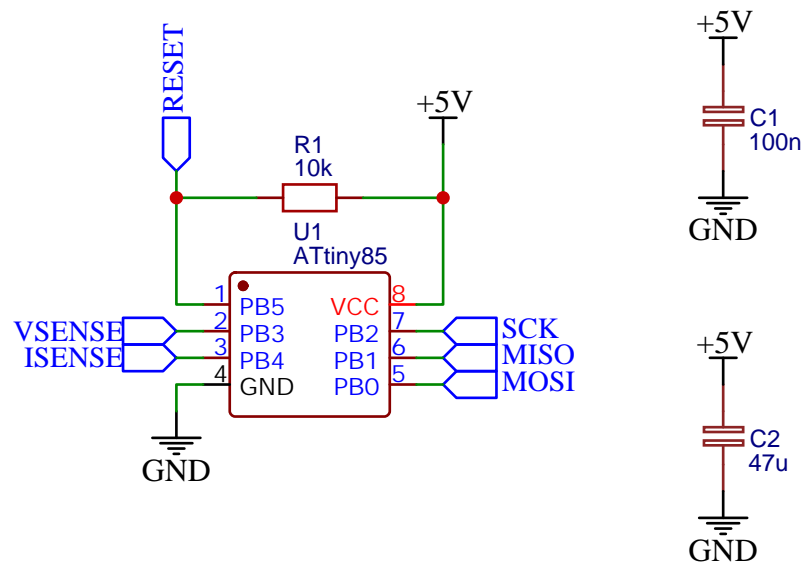 RESET
+5V
R1
10k
U1
ATtiny85
1
PB5
VCC
8
VSENSE
2
PB3
PB2
7
SCK
ISENSE
3
PB4
PB1
6
MISO
4
GND
PB0
5
MOSI
GND
+5V
C1
100n
GND
+5V
C2
47u
GND